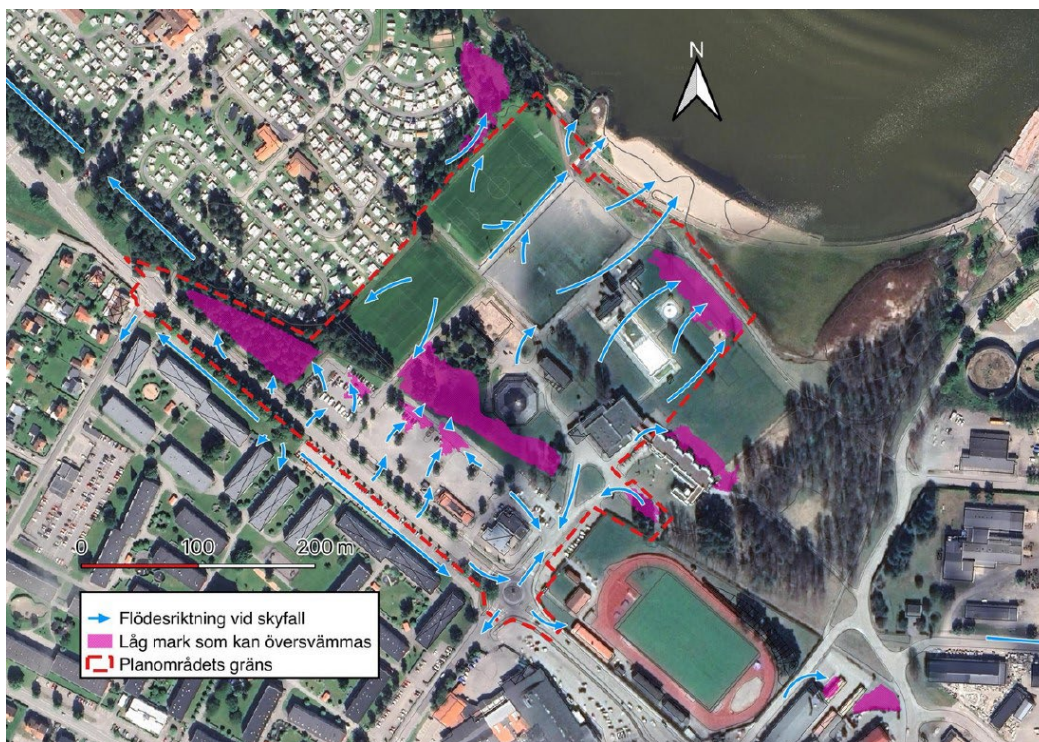 N
0 100 200 m
Flödesriktning vid skyfall
Låg mark som kan översvämmas
Planområdets gräns